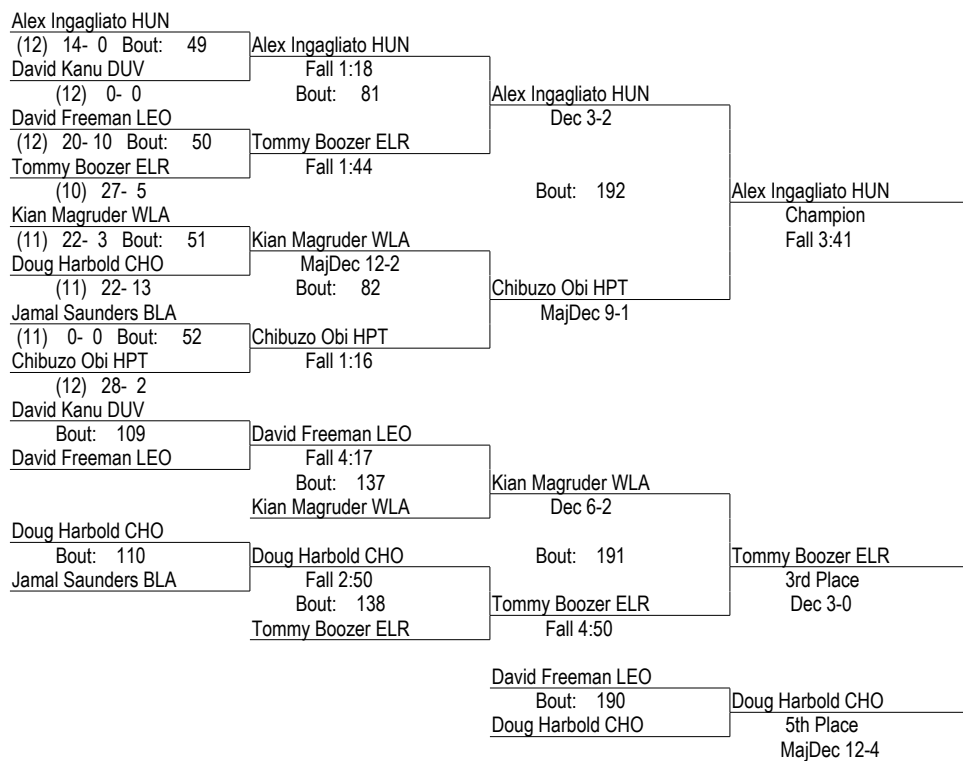 Alex Ingagliato HUN
(12) 14- 0 Bout: 49
David Kanu DUV
(12) 0- 0
David Freeman LEO
(12) 20- 10 Bout: 50
Tommy Boozer ELR
(10) 27- 5
Kian Magruder WLA
(11) 22- 3 Bout: 51
Doug Harbold CHO
(11) 22- 13
Jamal Saunders BLA
(11) 0- 0 Bout: 52
Chibuzo Obi HPT
(12) 28- 2
Alex Ingagliato HUN
Fall 1:18
Bout: 81
Tommy Boozer ELR
Fall 1:44
Kian Magruder WLA
MajDec 12-2
Bout: 82
Chibuzo Obi HPT
Fall 1:16
Alex Ingagliato HUN
Dec 3-2
Bout: 192
Chibuzo Obi HPT
MajDec 9-1
Alex Ingagliato HUN
Champion
Fall 3:41
David Kanu DUV
Bout: 109
David Freeman LEO
Doug Harbold CHO
Bout: 110
Jamal Saunders BLA
David Freeman LEO
Fall 4:17
Bout: 137
Kian Magruder WLA
Doug Harbold CHO
Fall 2:50
Bout: 138
Tommy Boozer ELR
Kian Magruder WLA
Dec 6-2
Bout: 191
Tommy Boozer ELR
Fall 4:50
Tommy Boozer ELR
3rd Place
Dec 3-0
David Freeman LEO
Bout: 190
Doug Harbold CHO
Doug Harbold CHO
5th Place
MajDec 12-4